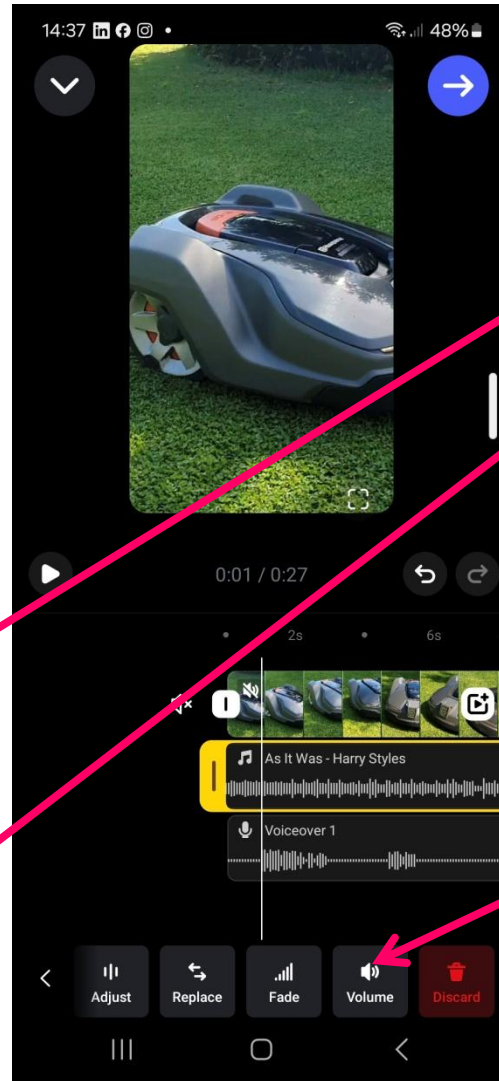 14:37
48%
0:01 / 0:27
2s
6s
As It Was - Harry Styles
Voiceover 1
Adjust
Replace
Fade
Volume
Discard